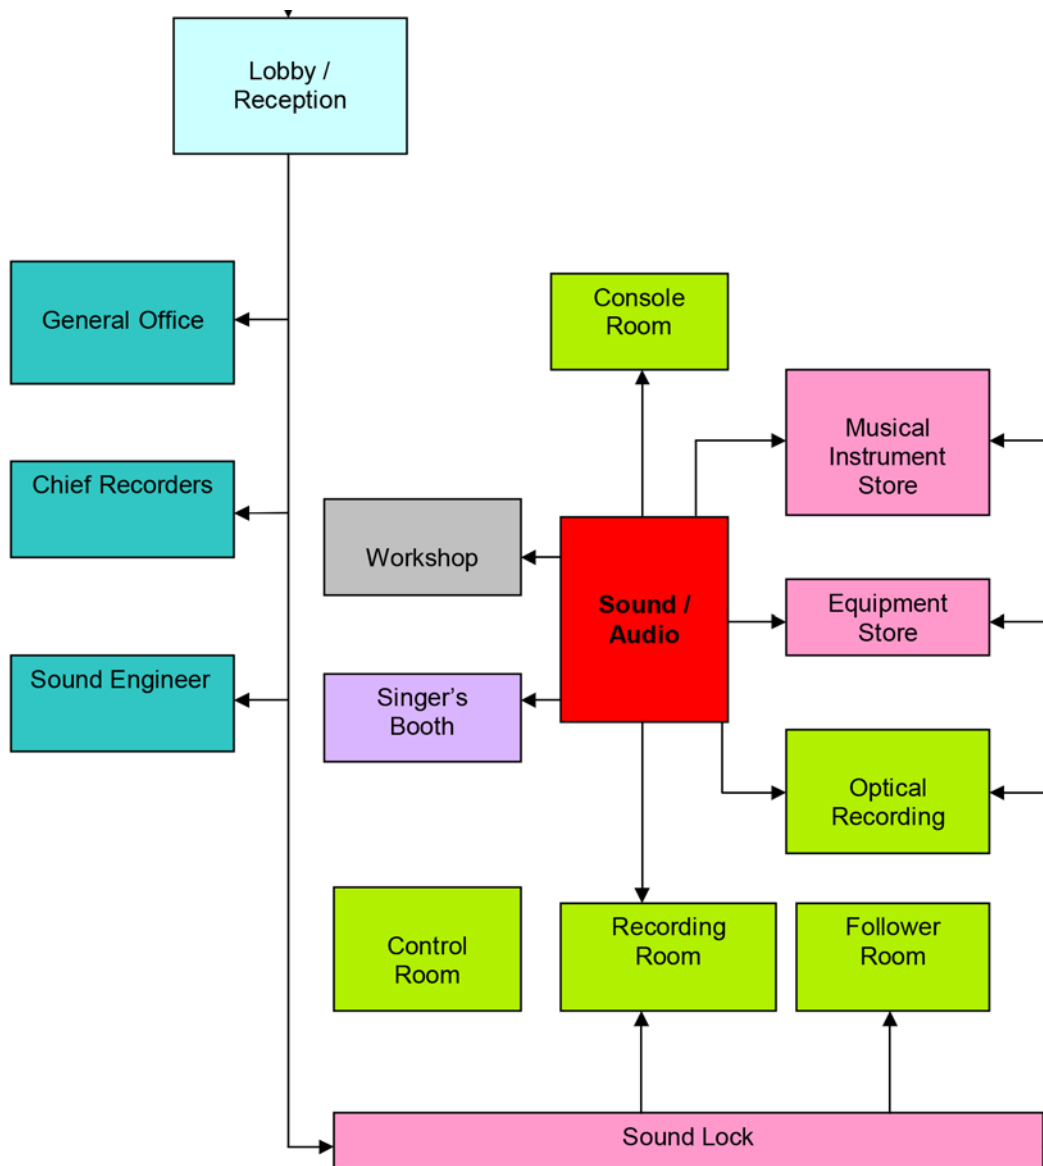 Lobby /
Reception
General Office
Console
Room
Musical
Instrument
Store
Chief Recorders
Workshop
Sound /
Audio
Equipment
Store
Sound Engineer
Singer's
Booth
Optical
Recording
Control
Room
Recording
Room
Follower
Room
Sound Lock